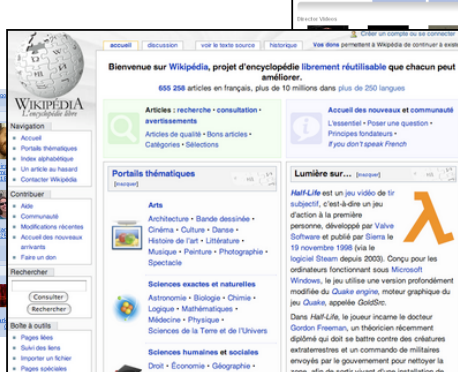 Director Videos
Créer un compte ou se connecter
accueil
discussion
voir le texte source
historique
Vos dons permettent à Wikipédia de continuer à exister
WIKIPÉDIA
L'encyclopédie libre
Bienvenue sur Wikipédia, projet d'encyclopédie librement réutilisable que chacun peut
améliorer.
655 258 articles en français, plus de 10 millions dans plus de 250 langues
Navigation
Accueil
Portails thématiques
Index alphabétique
Un article au hasard
Contacter Wikipédia
Contribuer
Aide
Communauté
Modifications récentes
Accueil des nouveaux
arrivants
Faire un don
Rechercher
Consulter
Rechercher
Boîte à outils
Pages liées
Suivi des liens
Importer un fichier
Pages spéciales
Articles : recherche • consultation •
avertissements
Articles de qualité • Bons articles •
Catégories • Sélections
Accueil des nouveaux et communauté
L'essentiel • Poser une question •
Principes fondateurs •
If you don't speak French
Portails thématiques
[masquer]
Arts
Architecture • Bande dessinée •
Cinéma • Culture • Danse •
Histoire de l'art • Littérature •
Musique • Peinture • Photographie •
Spectacle
Sciences exactes et naturelles
Astronomie • Biologie • Chimie •
Logique • Mathématiques •
Médecine • Physique •
Sciences de la Terre et de l'Univers
Sciences humaines et sociales
Droit • Économie • Géographie •
Lumière sur...
[masquer]
Half-Life est un jeu vidéo de tir
subjectif, c'est-à-dire un jeu
d'action à la première
personne, développé par Valve
Software et publié par Sierra le
19 novembre 1998 (via le
logiciel Steam depuis 2003). Conçu pour les
ordinateurs fonctionnant sous Microsoft
Windows, le jeu utilise une version profondément
modifiée du Quake engine, moteur graphique du
jeu Quake, appelée GoldSrc.
Dans Half-Life, le joueur incarne le docteur
Gordon Freeman, un théoricien récemment
diplômé qui doit se battre contre des créatures
extraterrestres et un commando de militaires
envoyés par le gouvernement pour nettoyer la
zone, afin de sortir vivant d'une installation de